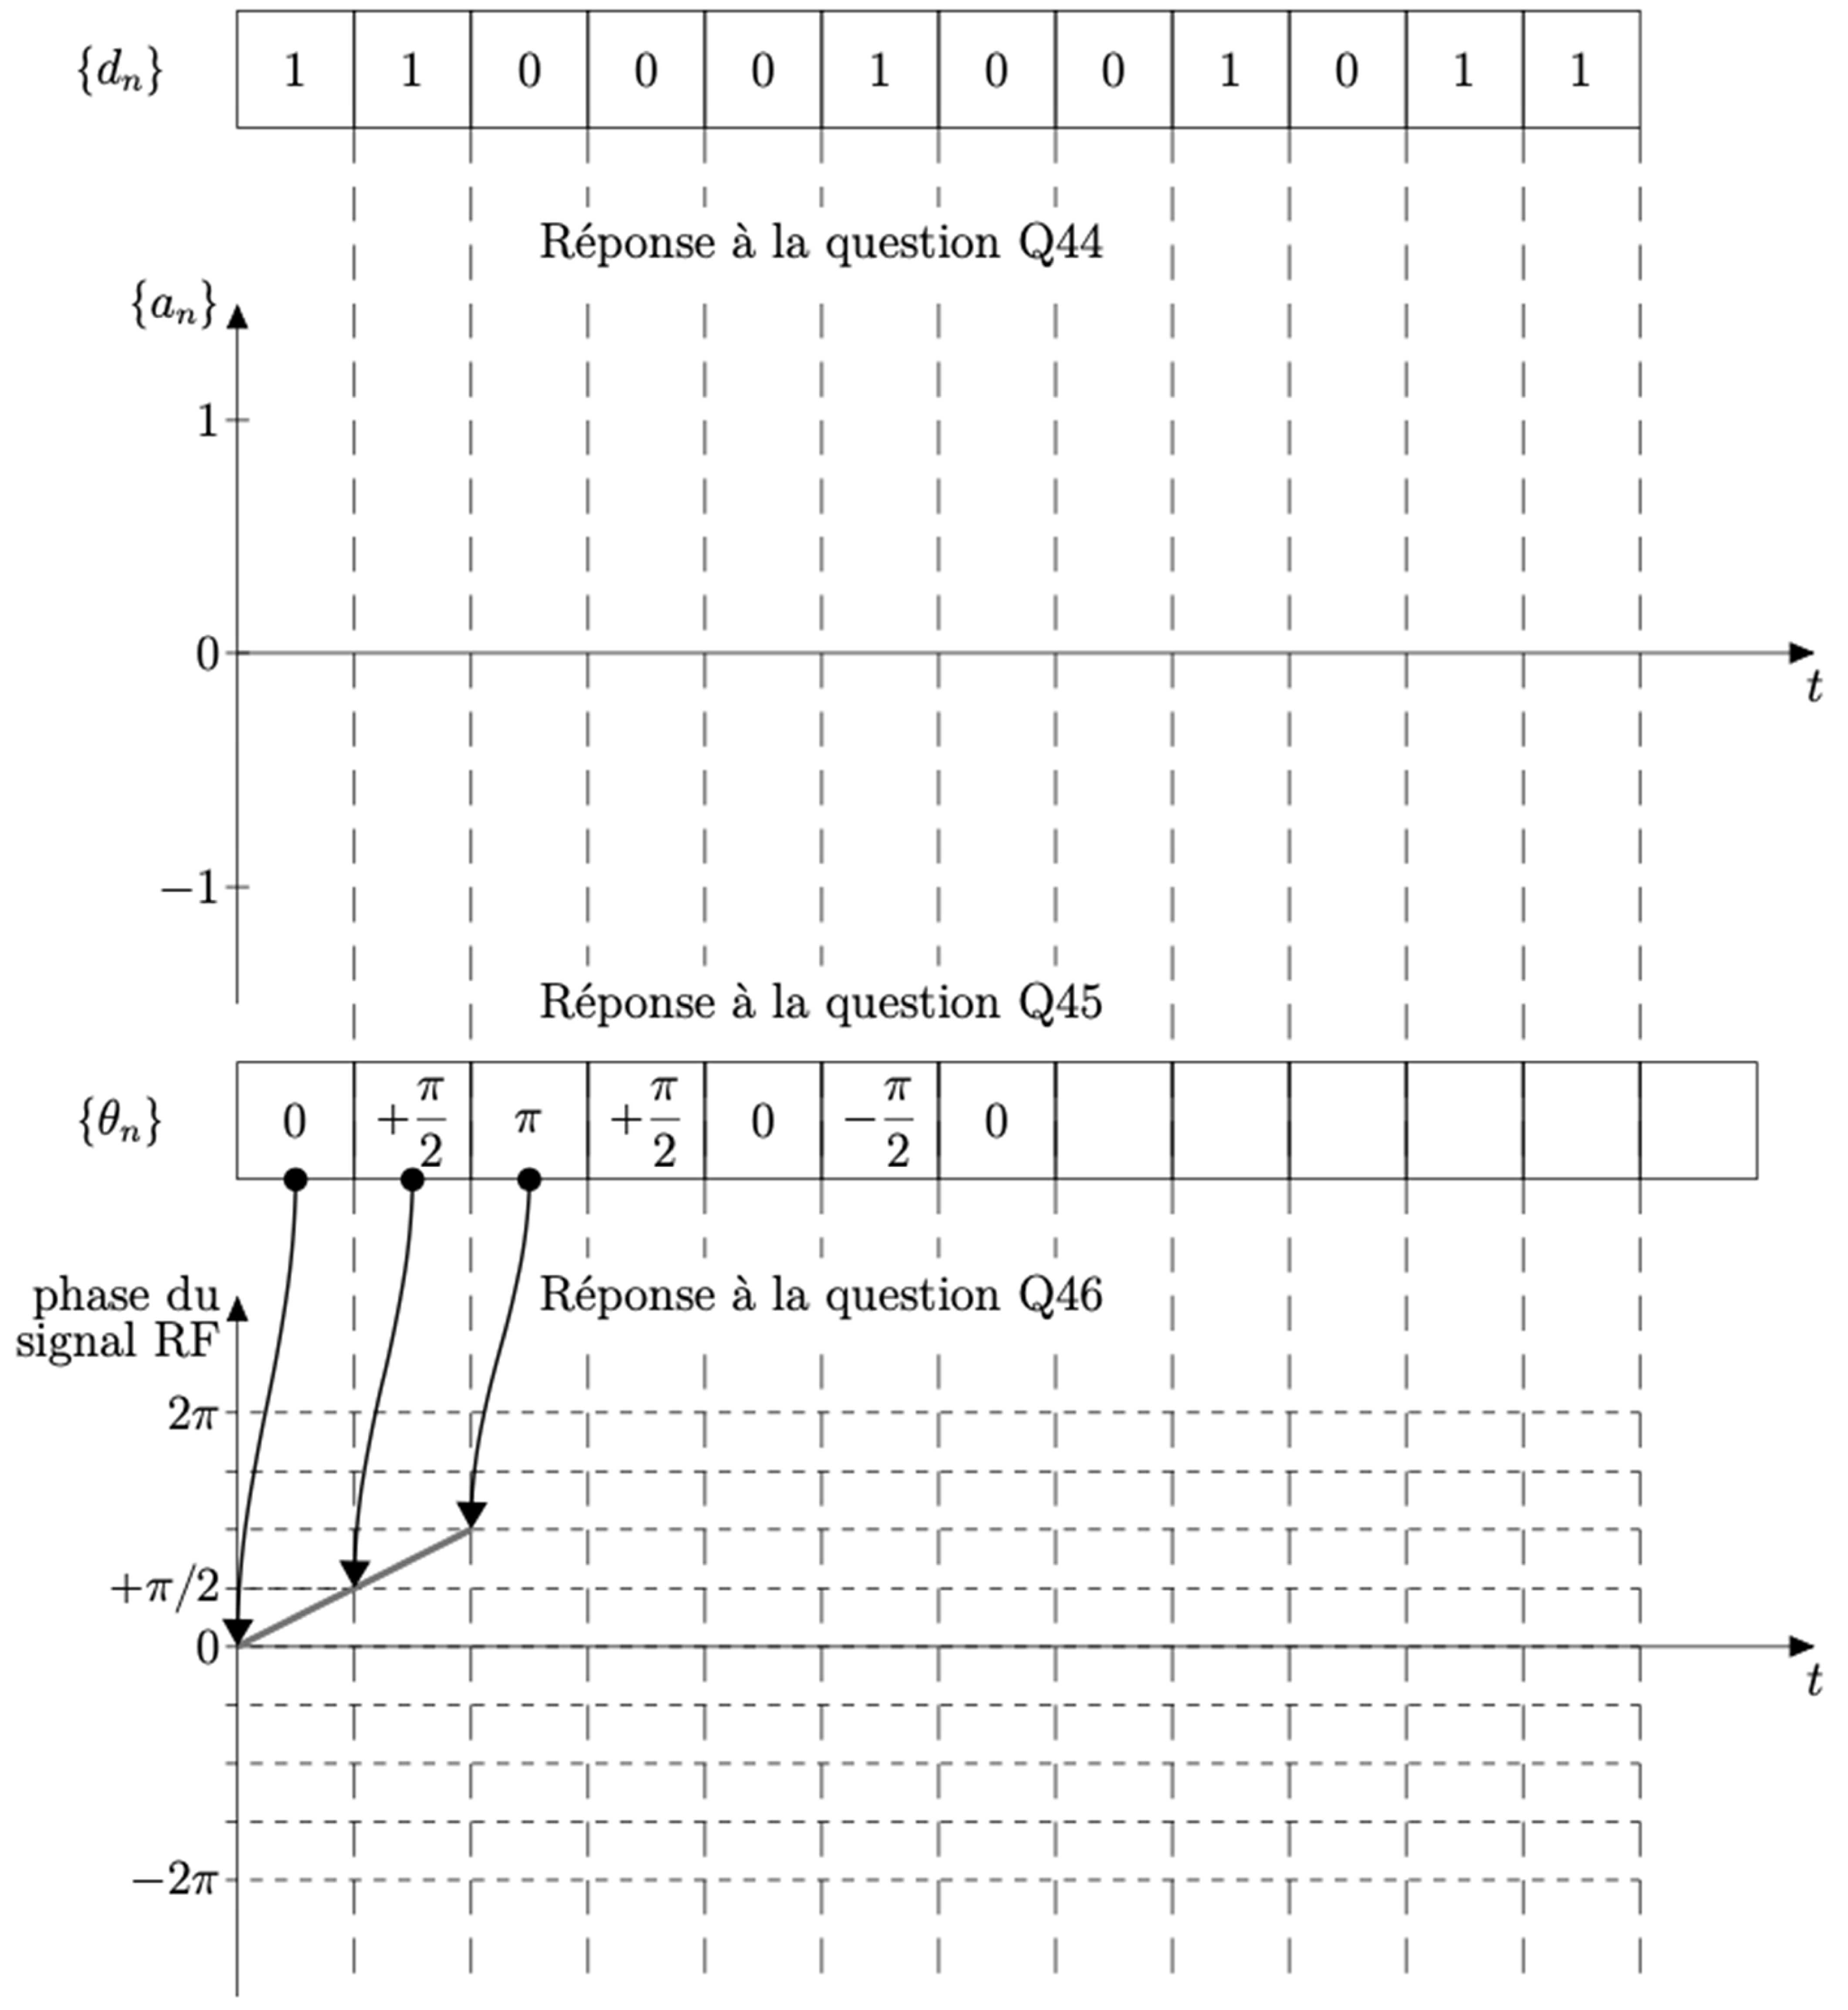 {dₙ} 1 1 0 0 0 1 0 0 1 0 1 1
Réponse à la question Q44
{aₙ}
1
0
t
−1
Réponse à la question Q45
{θₙ} 0 +π/2 π +π/2 0 −π/2 0
Réponse à la question Q46
phase du
signal RF
2π
+π/2
0
t
−2π